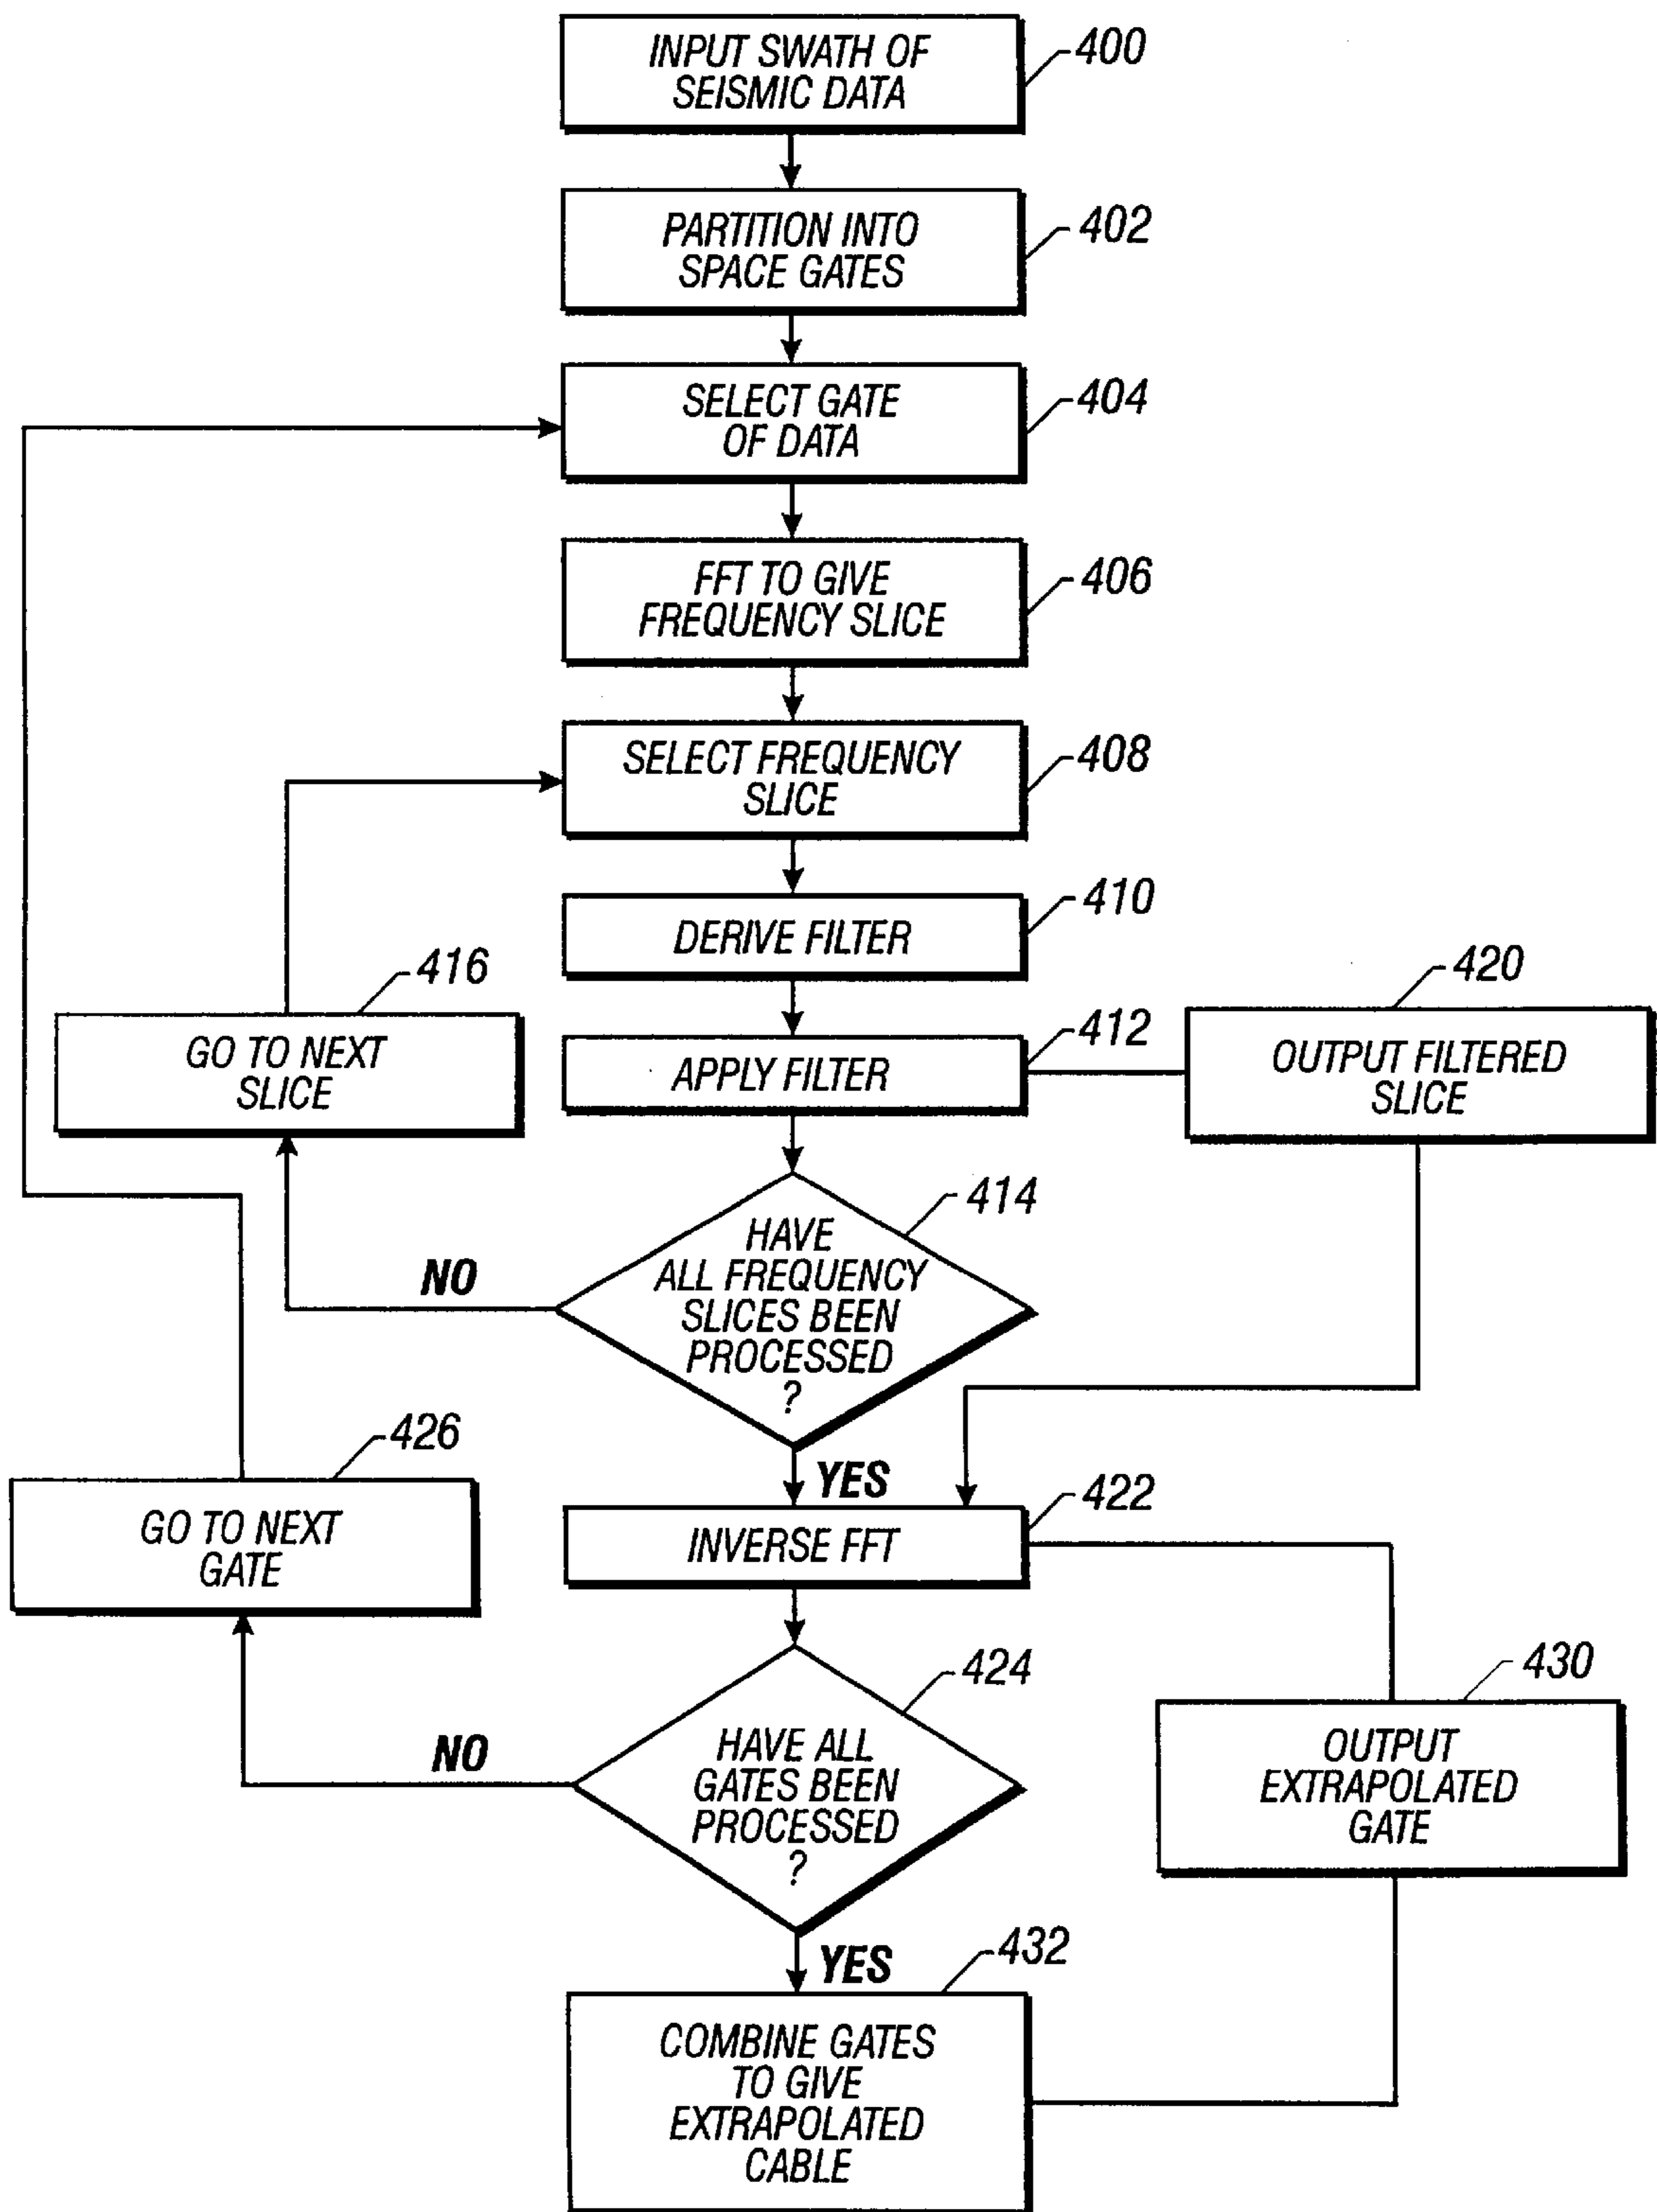 INPUT SWATH OF
SEISMIC DATA
400
PARTITION INTO
SPACE GATES
402
SELECT GATE
OF DATA
404
FFT TO GIVE
FREQUENCY SLICE
406
SELECT FREQUENCY
SLICE
408
DERIVE FILTER
410
416
GO TO NEXT
SLICE
APPLY FILTER
412
420
OUTPUT FILTERED
SLICE
414
HAVE
ALL FREQUENCY
SLICES BEEN
PROCESSED
?
NO
YES
426
GO TO NEXT
GATE
INVERSE FFT
422
424
HAVE ALL
GATES BEEN
PROCESSED
?
NO
YES
430
OUTPUT
EXTRAPOLATED
GATE
432
COMBINE GATES
TO GIVE
EXTRAPOLATED
CABLE